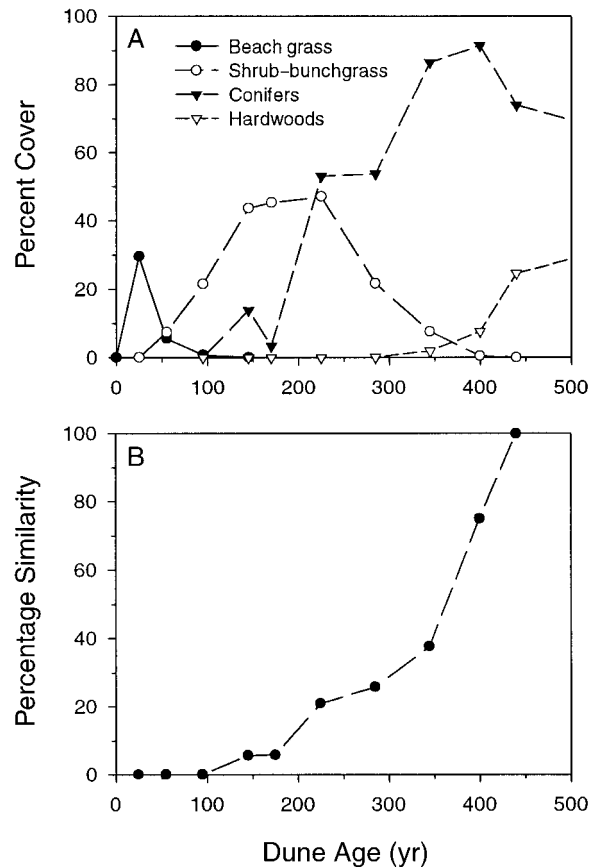 100
A
Beach grass
Shrub-bunchgrass
Conifers
Hardwoods
80
60
40
20
0
Percent Cover
0 100 200 300 400 500
100
B
80
60
40
20
0
Percentage Similarity
0 100 200 300 400 500
Dune Age (yr)